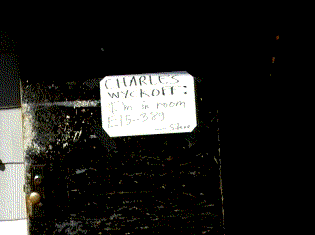 CHARLES
WYCKOFF:
I'm in room
E15-389